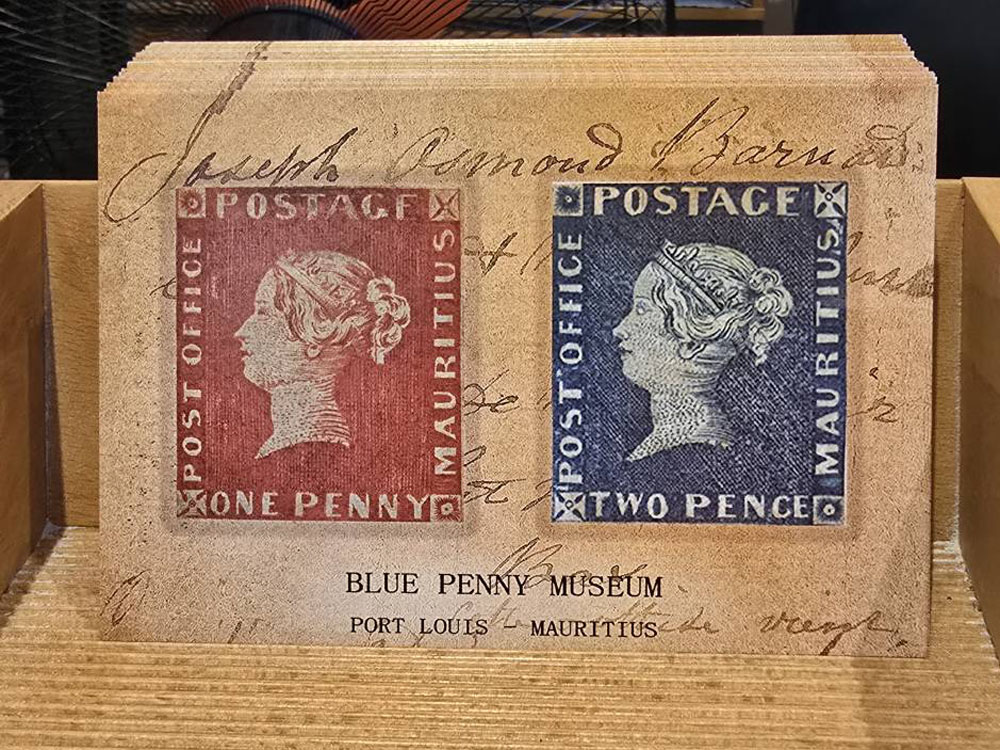 Joseph Osmond Barnard
POSTAGE
POST OFFICE
MAURITIUS
ONE PENNY
POSTAGE
POST OFFICE
MAURITIUS
TWO PENCE
BLUE PENNY MUSEUM
PORT LOUIS - MAURITIUS